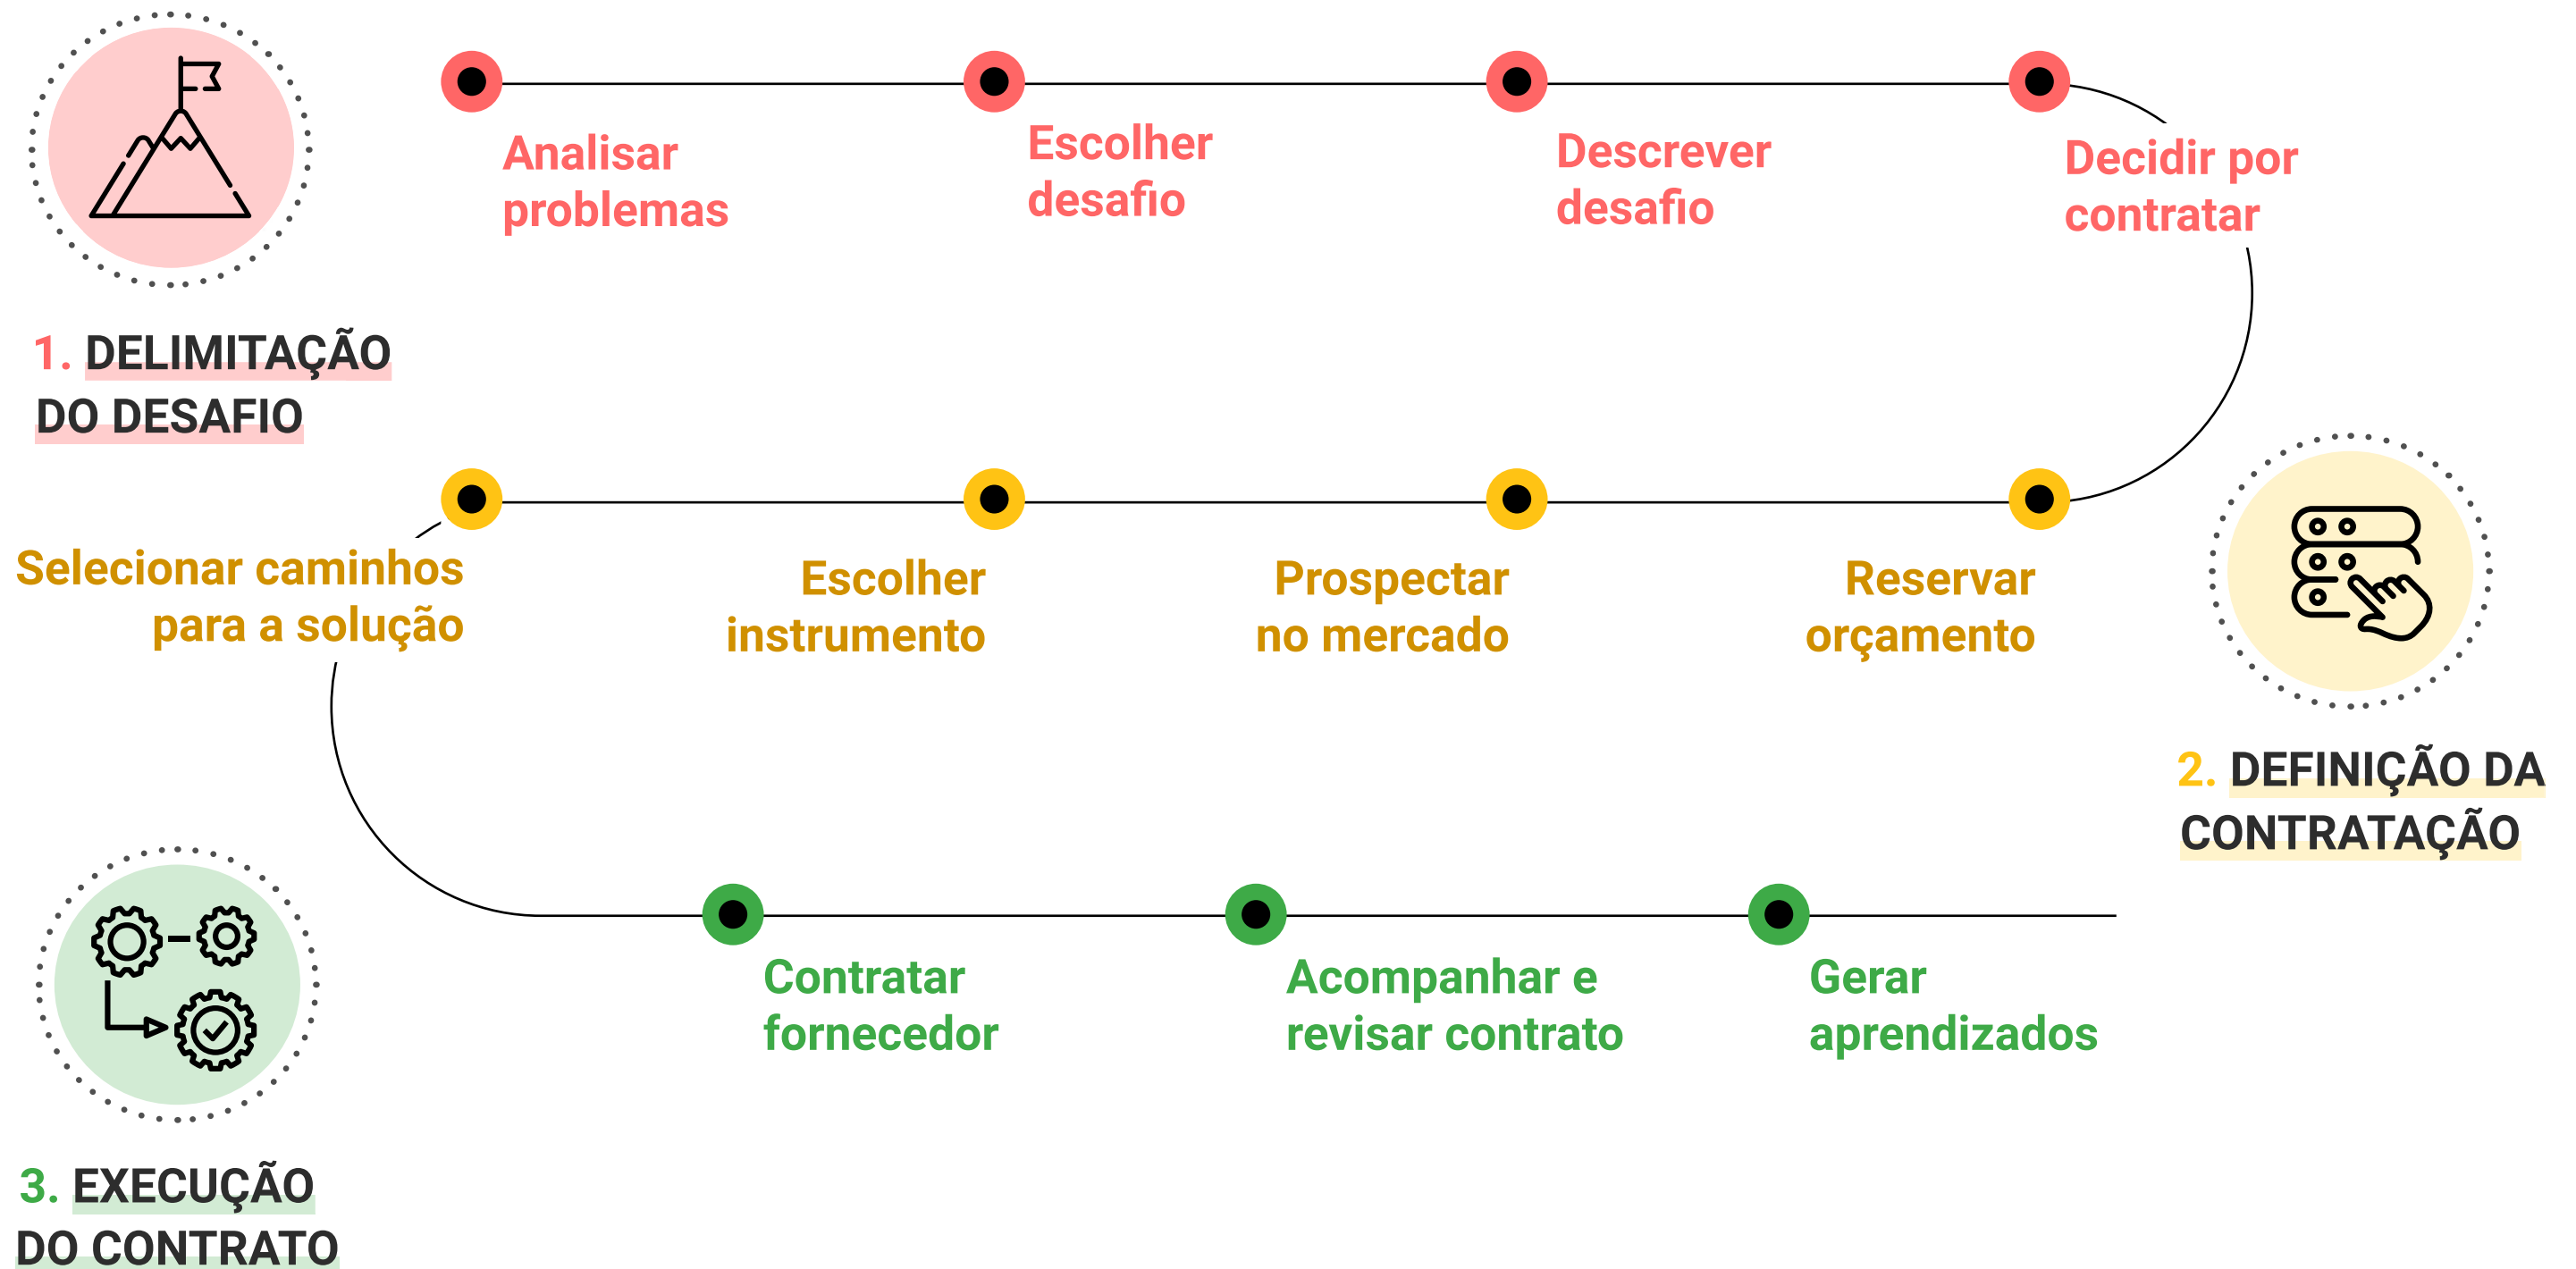 Analisar
problemas
Escolher
desafio
Descrever
desafio
Decidir por
contratar
1. DELIMITAÇÃO
DO DESAFIO
Selecionar caminhos
para a solução
Escolher
instrumento
Prospectar
no mercado
Reservar
orçamento
2. DEFINIÇÃO DA
CONTRATAÇÃO
Contratar
fornecedor
Acompanhar e
revisar contrato
Gerar
aprendizados
3. EXECUÇÃO
DO CONTRATO